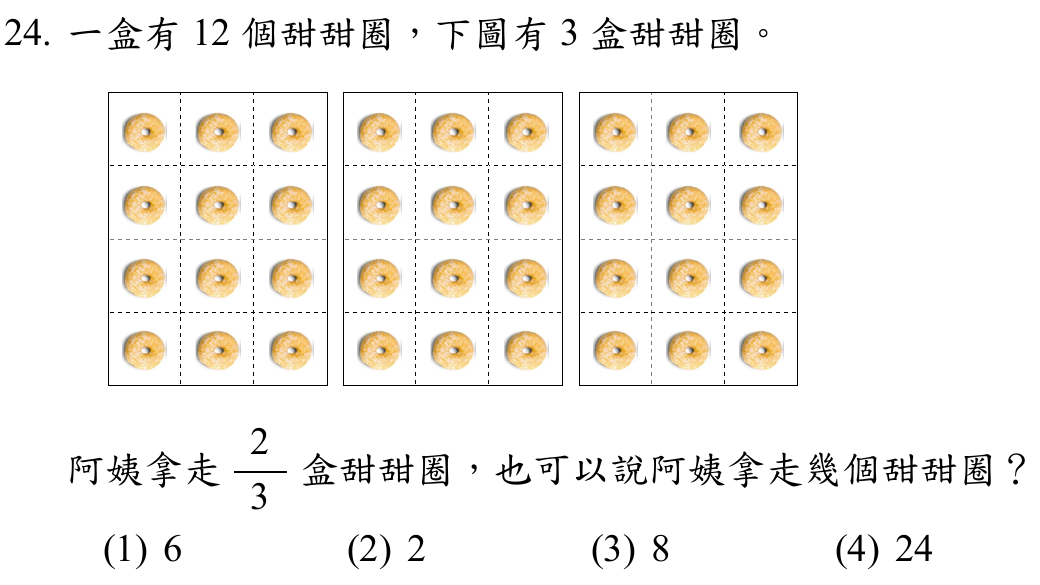 24. 一盒有 12 個甜甜圈，下圖有 3 盒甜甜圈。
阿姨拿走 2/3 盒甜甜圈，也可以說阿姨拿走幾個甜甜圈？
(1) 6 (2) 2 (3) 8 (4) 24